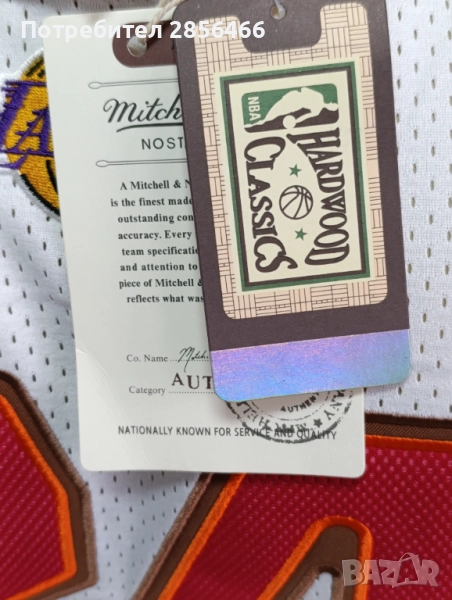 Потребител 2856466
Mitchell
NOST
A Mitchell & N
is the finest made
outstanding con
accuracy. Every
team specificatio
and attention to
piece of Mitchell &
reflects what was
Co. Name
Category AUT
NATIONALLY KNOWN FOR SERVICE AND QUALITY
NBA
HARDWOOD
CLASSICS
BAZAR